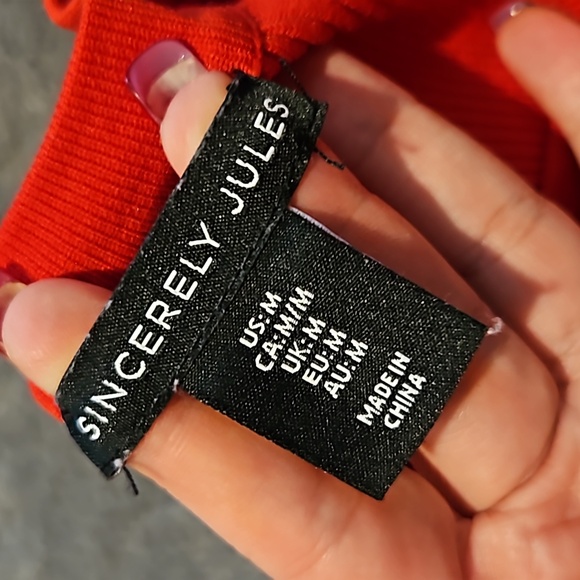 SINCERELY JULES
US:M
CA:M/M
UK:M
EU:M
AU:M
MADE IN
CHINA